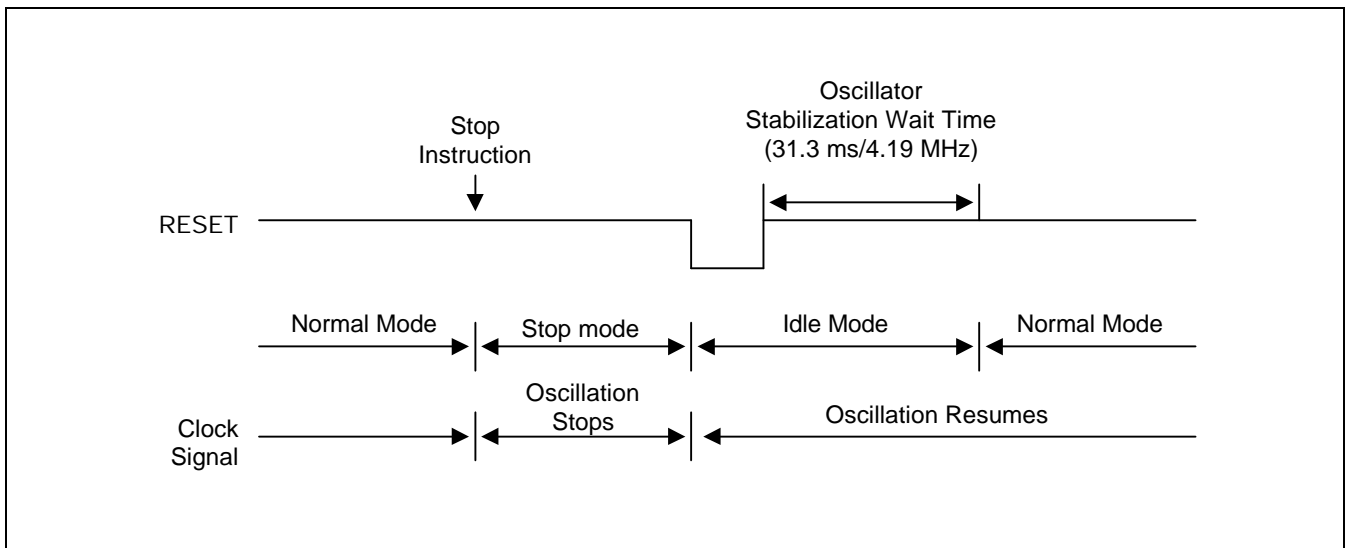 Oscillator
Stabilization Wait Time
(31.3 ms/4.19 MHz)
Stop
Instruction
RESET
Normal Mode
Stop mode
Idle Mode
Normal Mode
Oscillation
Stops
Oscillation Resumes
Clock
Signal